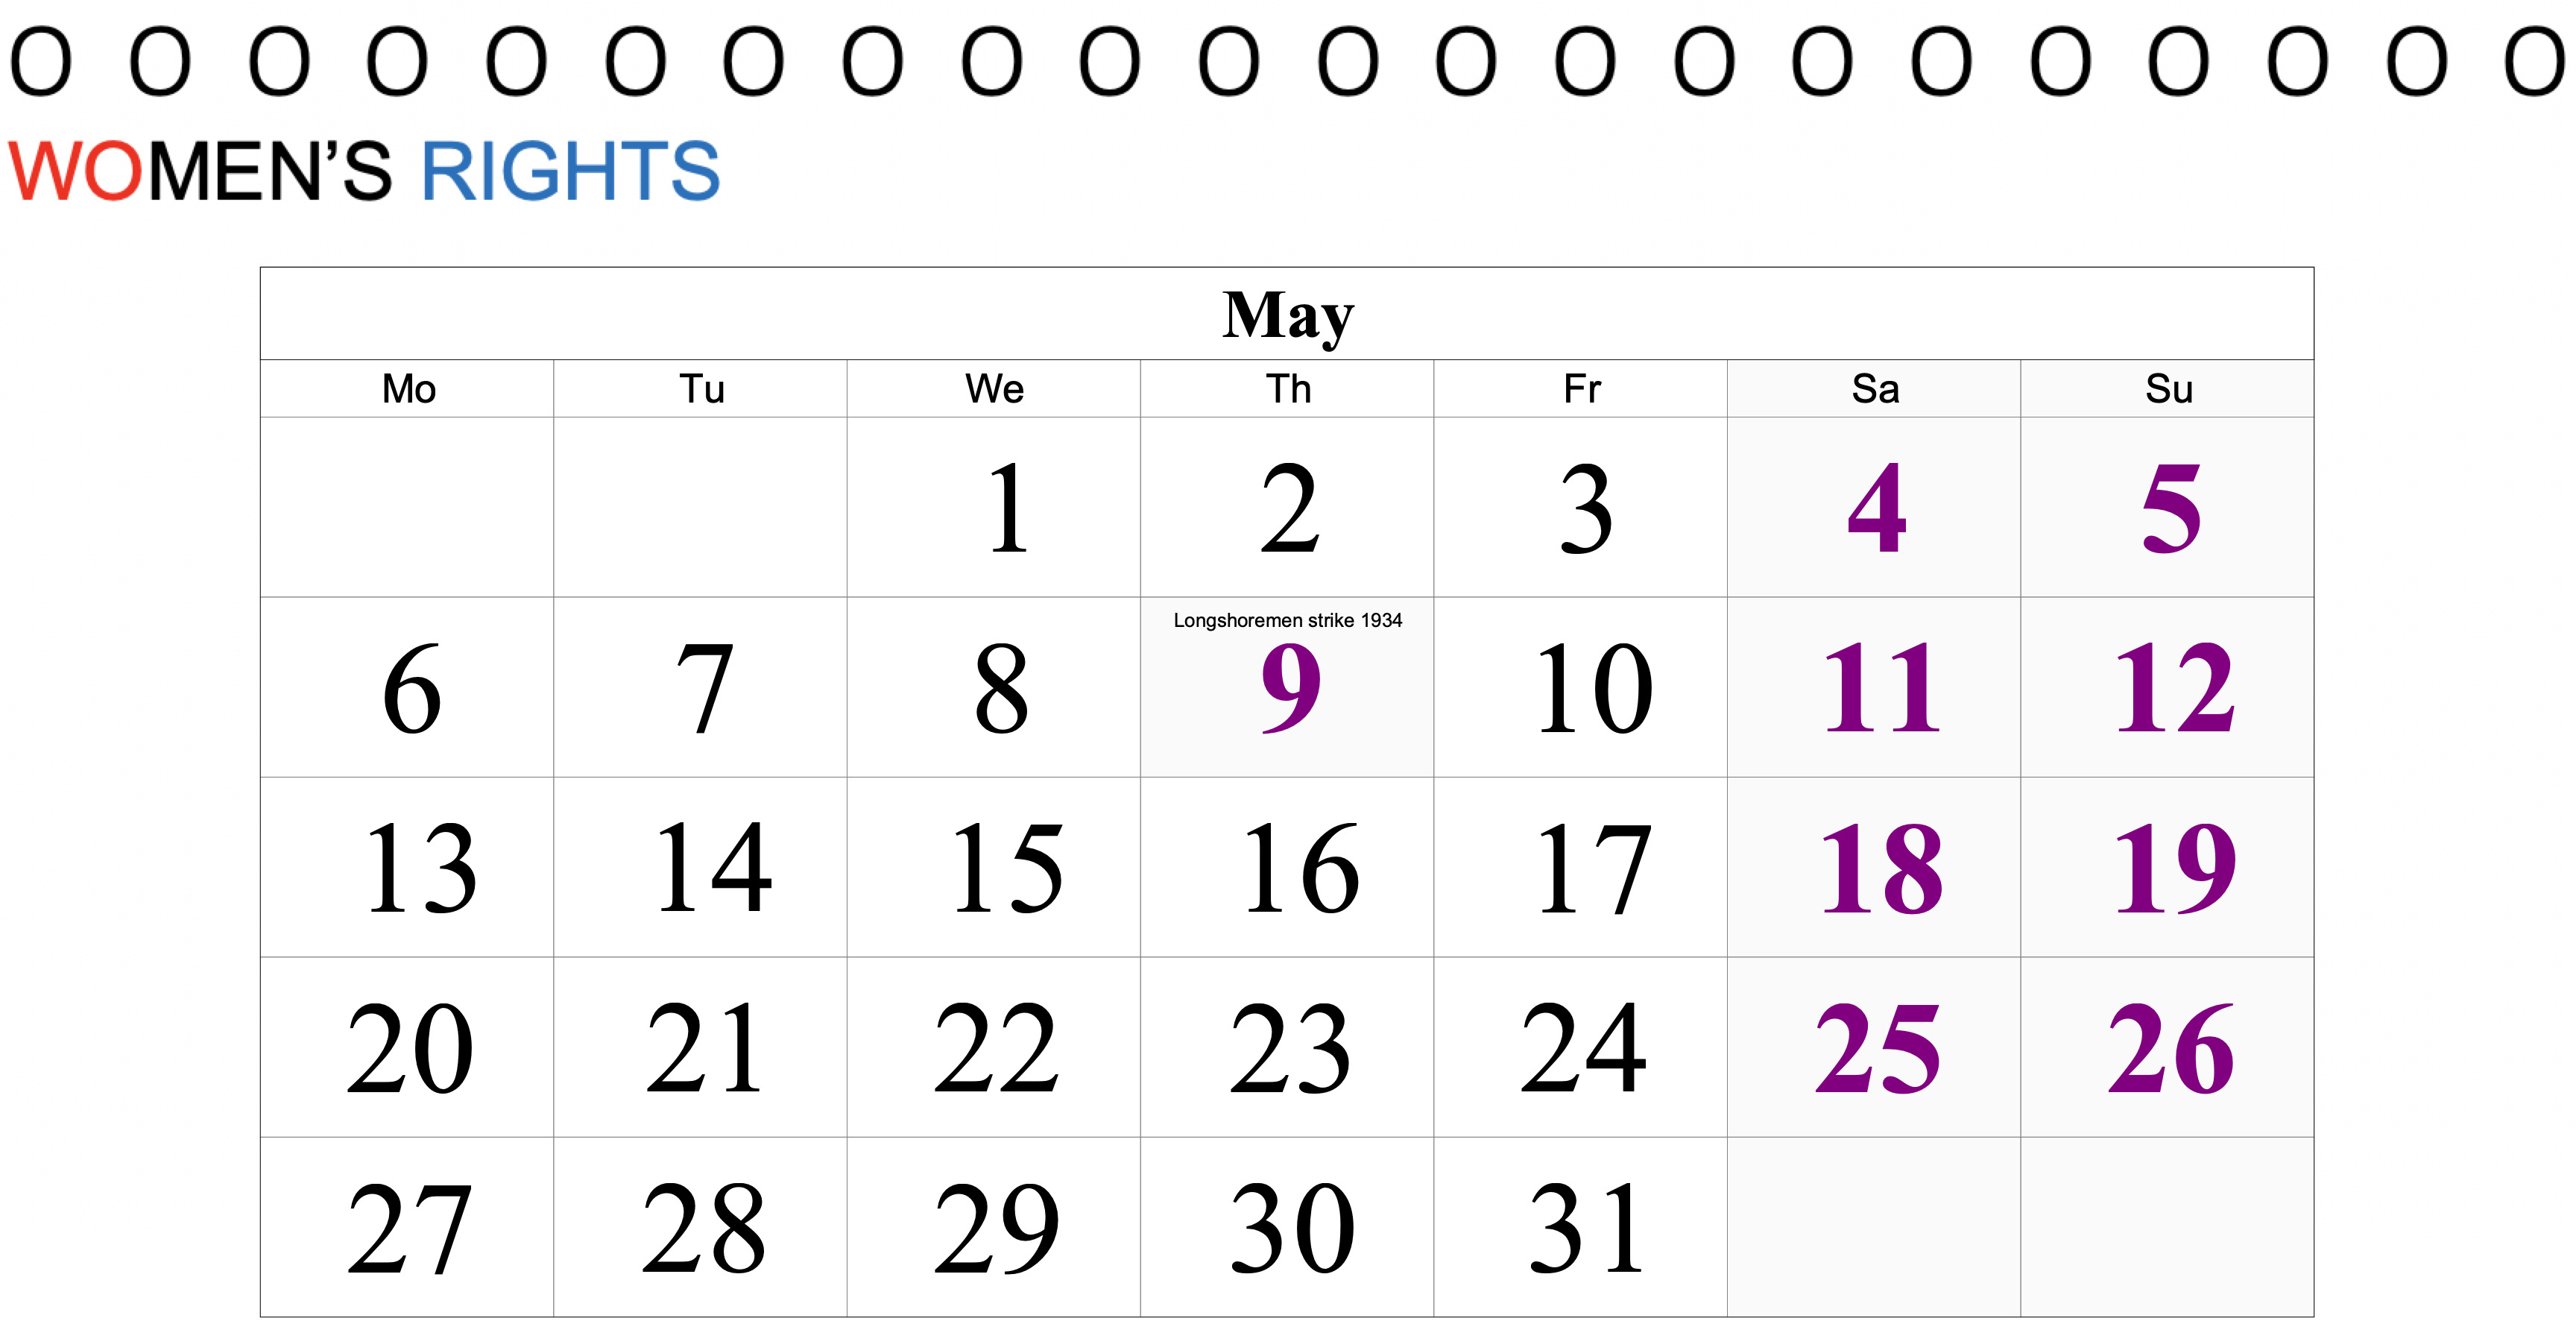 O O O O O O O O O O O O O O O O O O O O O O
WOMEN’S RIGHTS
May
Mo Tu We Th Fr Sa Su
1 2 3 4 5
Longshoremen strike 1934
6 7 8 9 10 11 12
13 14 15 16 17 18 19
20 21 22 23 24 25 26
27 28 29 30 31